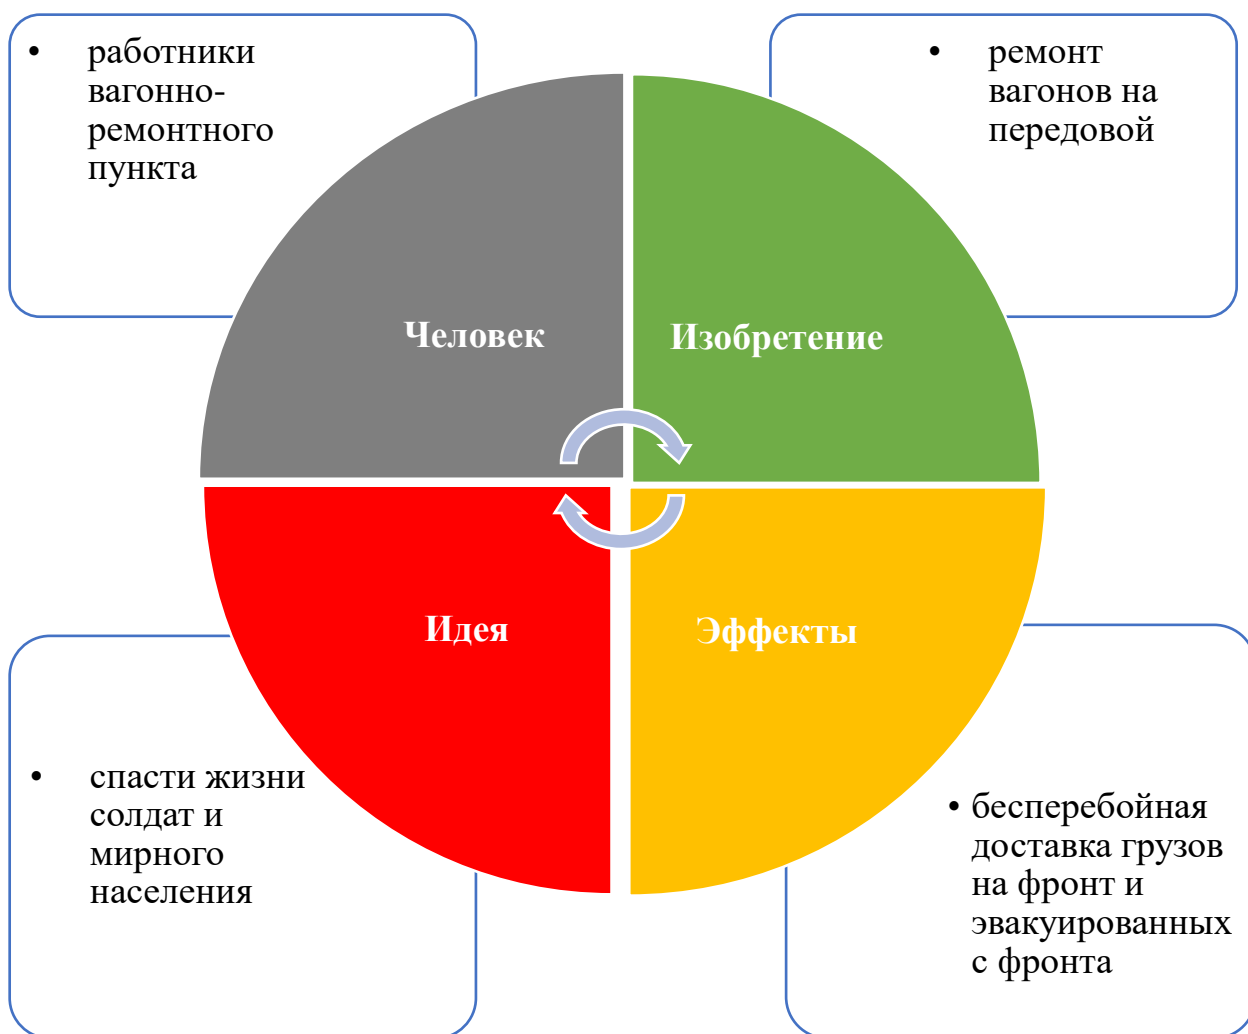 • работники
вагонно-
ремонтного
пункта
• ремонт
вагонов на
передовой
Человек
Изобретение
Идея
Эффекты
• спасти жизни
солдат и
мирного
населения
• бесперебойная
доставка грузов
на фронт и
эвакуированных
с фронта